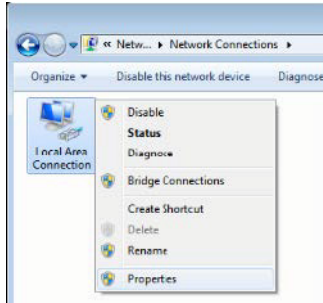 « Netw... ▸ Network Connections ▸
Organize ▾ Disable this network device Diagnose
Local Area
Connection
Disable
Status
Diagnose
Bridge Connections
Create Shortcut
Delete
Rename
Properties